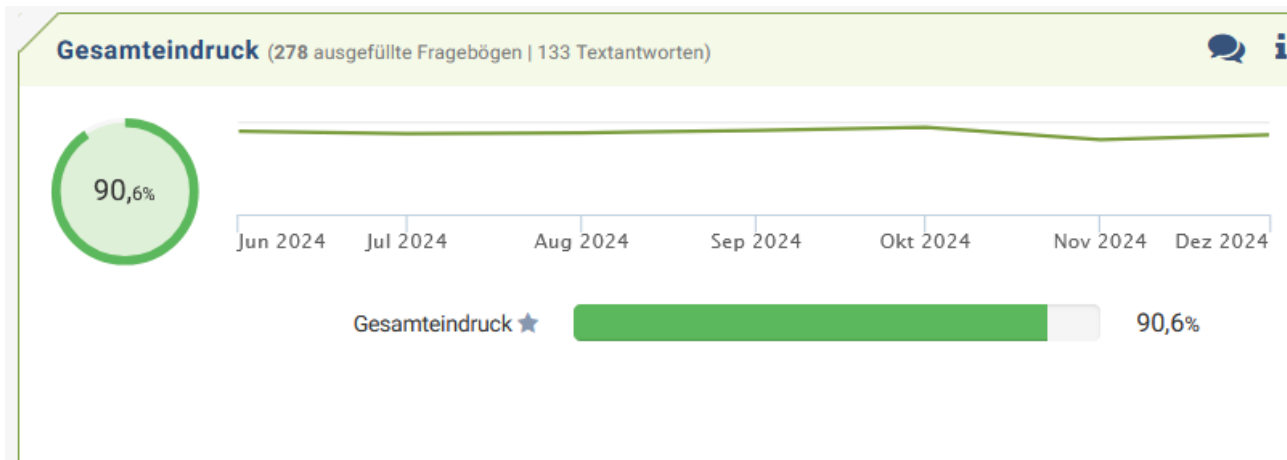 Gesamteindruck (278 ausgefüllte Fragebögen | 133 Textantworten)
90,6%
Jun 2024 Jul 2024 Aug 2024 Sep 2024 Okt 2024 Nov 2024 Dez 2024
Gesamteindruck 90,6%